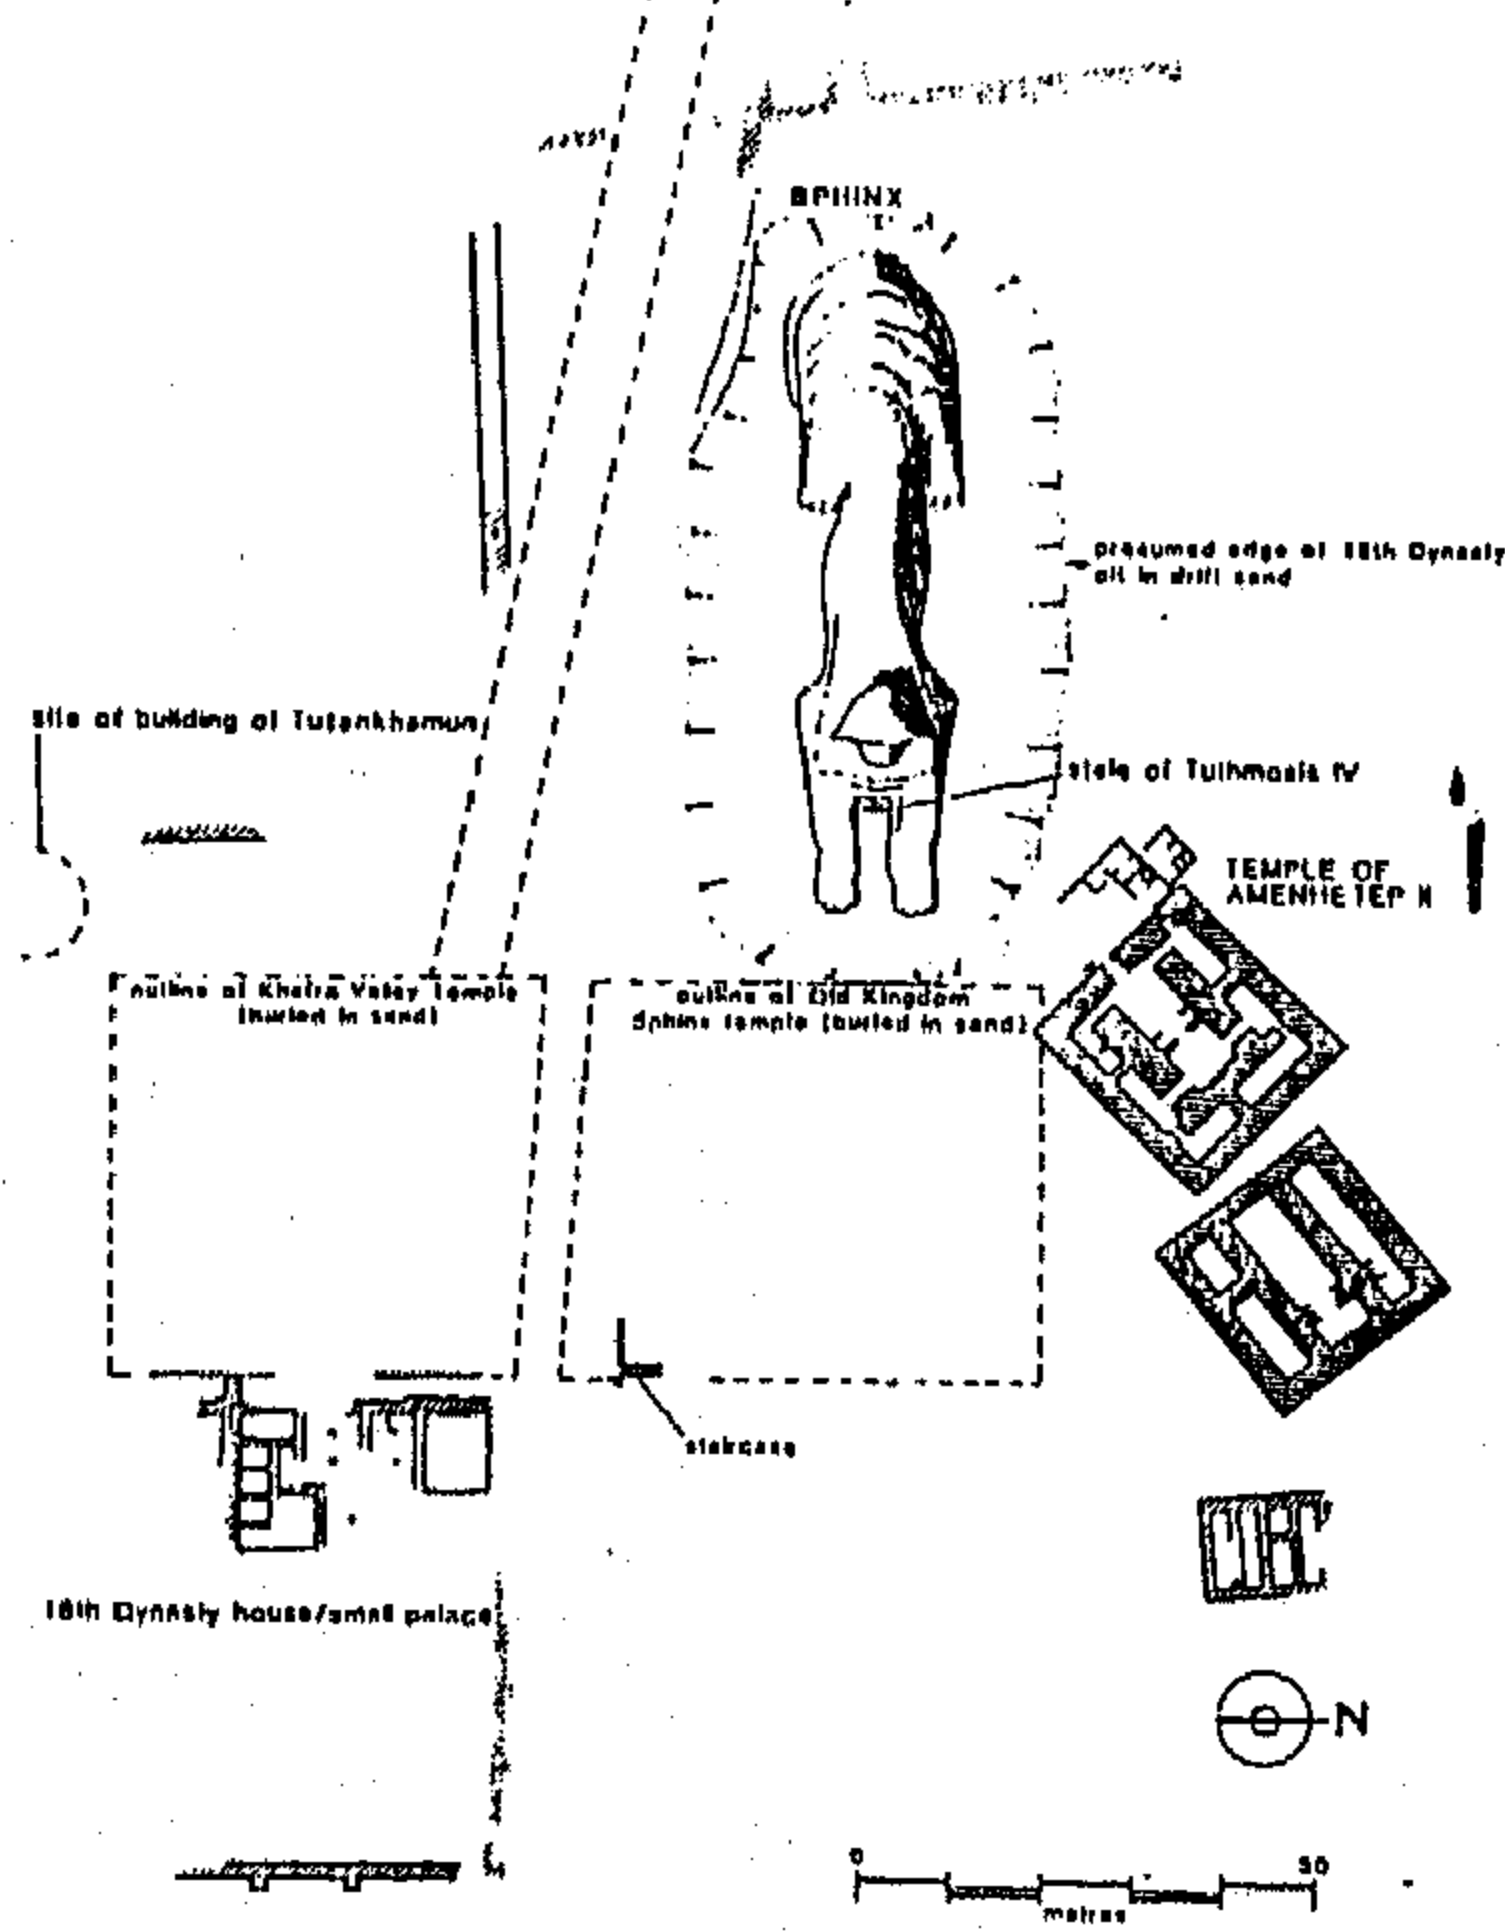 SPHINX
presumed edge of 18th Dynasty
pit in drift sand
site of building of Tutankhamun
stele of Tuthmosis IV
TEMPLE OF
AMENHETEP II
outline of Khafra Valley Temple
(buried in sand)
outline of Old Kingdom
Sphinx temple (buried in sand)
staircase
18th Dynasty house/small palace
N
0
50
metres